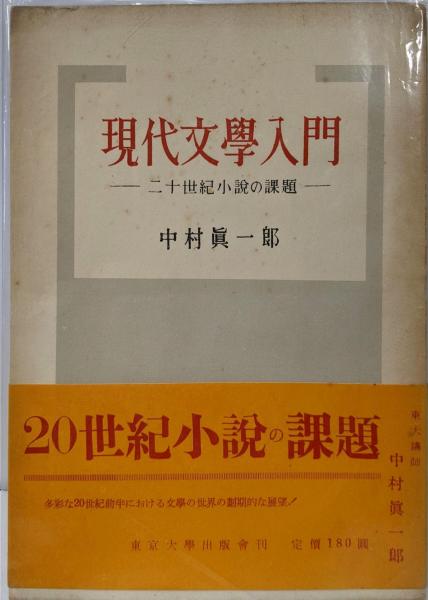 現代文學入門
― 二十世紀小說の課題 ―
中村眞一郎
20世紀小說の課題
多彩な20世紀前半における文學の世界の劃期的な展望！
東京大學出版會刊 定價180圓
東大講師
中村眞一郎